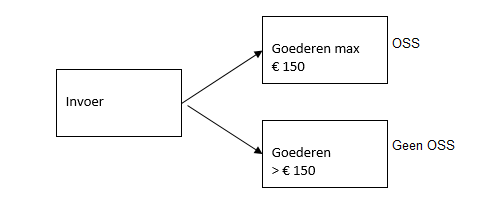 Invoer
Goederen max
€ 150
OSS
Goederen
> € 150
Geen OSS